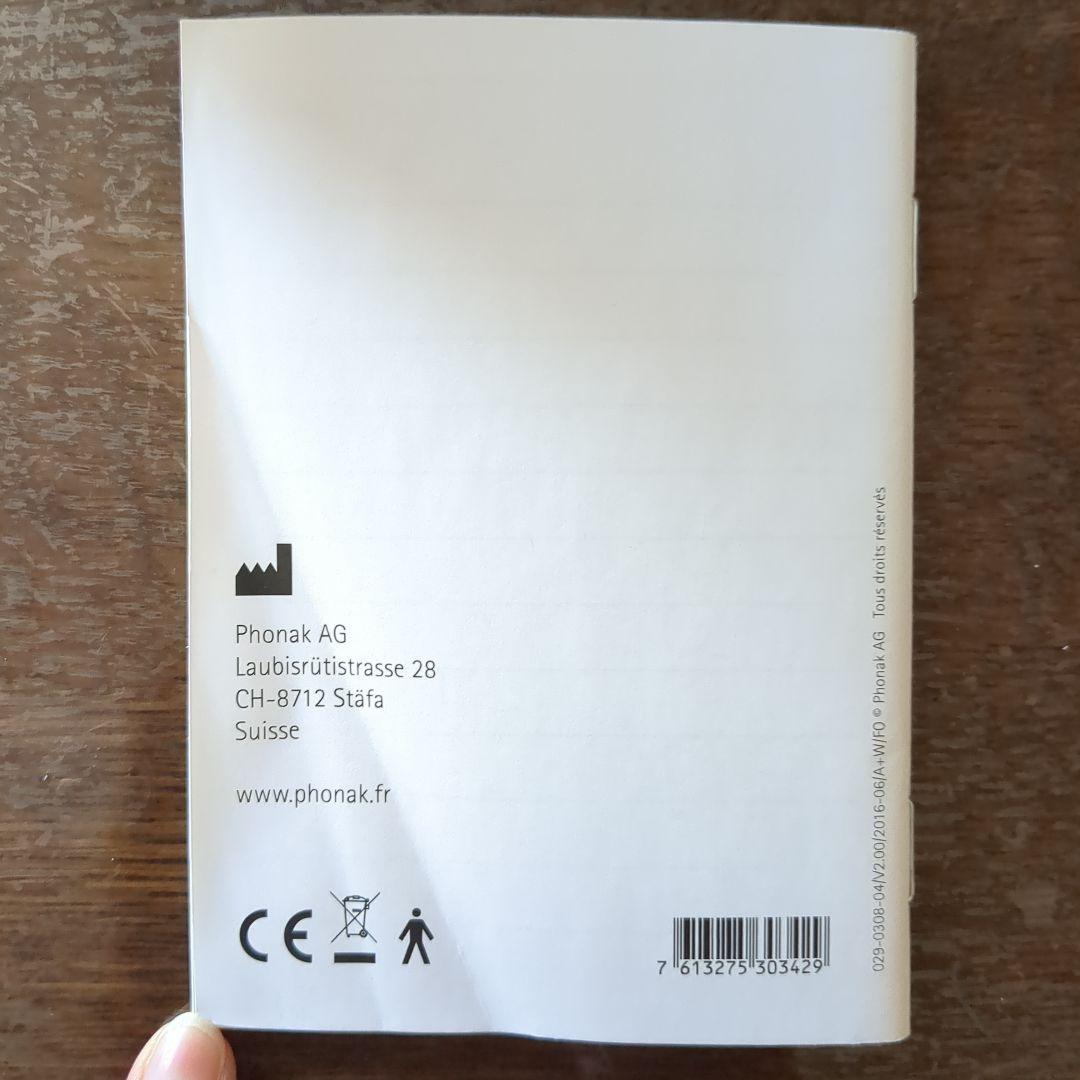 Phonak AG
Laubisrütistrasse 28
CH-8712 Stäfa
Suisse
www.phonak.fr
CE
7 613275 303429
029-0308-04/V2.00/2016-06/A+W/FO © Phonak AG Tous droits réservés